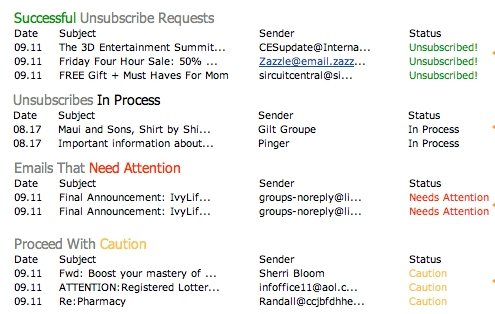 Successful Unsubscribe Requests
Date Subject Sender Status
09.11 The 3D Entertainment Summit... CESupdate@Interna... Unsubscribed!
09.11 Friday Four Hour Sale: 50% ... Zazzle@email.zazz... Unsubscribed!
09.11 FREE Gift + Must Haves For Mom sircuitcentral@si... Unsubscribed!
Unsubscribes In Process
Date Subject Sender Status
08.17 Maui and Sons, Shirt by Shi... Gilt Groupe In Process
08.17 Important information about... Pinger In Process
Emails That Need Attention
Date Subject Sender Status
09.11 Final Announcement: IvyLif... groups-noreply@li... Needs Attention
09.11 Final Announcement: IvyLif... groups-noreply@li... Needs Attention
Proceed With Caution
Date Subject Sender Status
09.11 Fwd: Boost your mastery of ... Sherri Bloom Caution
09.11 ATTENTION:Registered Lotter... infoffice11@aol.c... Caution
09.11 Re:Pharmacy Randall@ccjbfdhhe... Caution